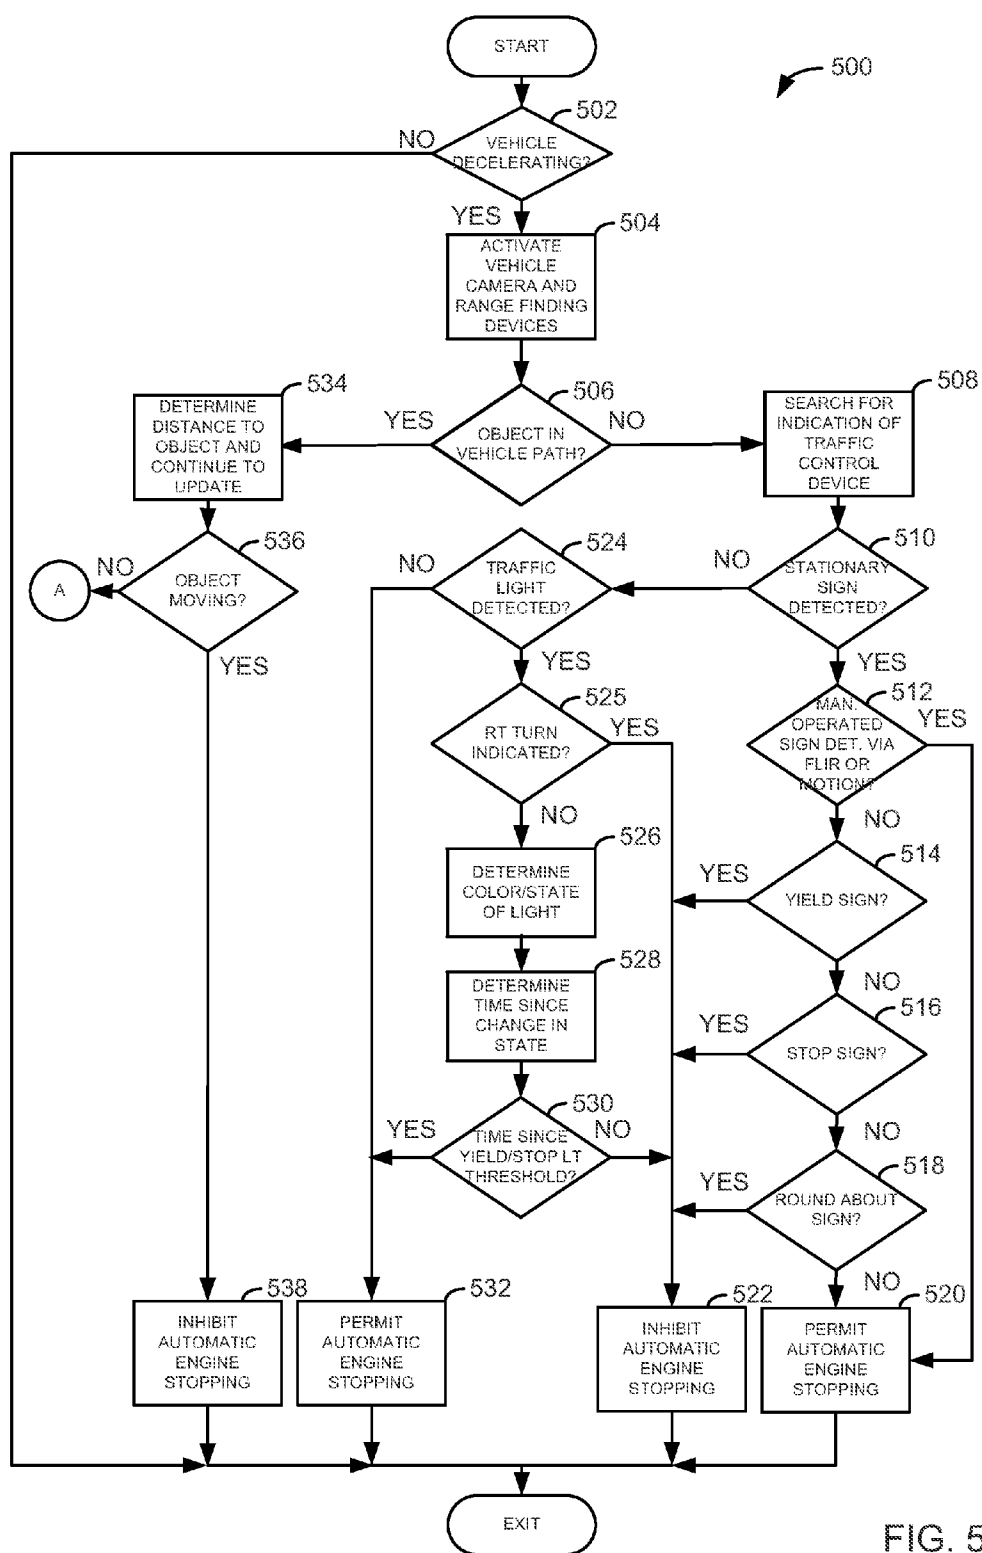 START
500
502
NO
VEHICLE
DECELERATING?
YES
504
ACTIVATE
VEHICLE
CAMERA AND
RANGE FINDING
DEVICES
534
DETERMINE
DISTANCE TO
OBJECT AND
CONTINUE TO
UPDATE
YES
506
OBJECT IN
VEHICLE PATH?
NO
508
SEARCH FOR
INDICATION OF
TRAFFIC
CONTROL
DEVICE
A
NO
536
OBJECT
MOVING?
YES
NO
524
TRAFFIC
LIGHT
DETECTED?
YES
NO
510
STATIONARY
SIGN
DETECTED?
YES
525
RT TURN
INDICATED?
YES
NO
512
MAN.
OPERATED
SIGN DET. VIA
FLIR OR
MOTION?
YES
NO
526
DETERMINE
COLOR/STATE
OF LIGHT
YES
514
YIELD SIGN?
NO
528
DETERMINE
TIME SINCE
CHANGE IN
STATE
YES
516
STOP SIGN?
NO
YES
530
TIME SINCE
YIELD/STOP LT
THRESHOLD?
NO
YES
518
ROUND ABOUT
SIGN?
NO
538
INHIBIT
AUTOMATIC
ENGINE
STOPPING
532
PERMIT
AUTOMATIC
ENGINE
STOPPING
522
INHIBIT
AUTOMATIC
ENGINE
STOPPING
520
PERMIT
AUTOMATIC
ENGINE
STOPPING
EXIT
FIG. 5